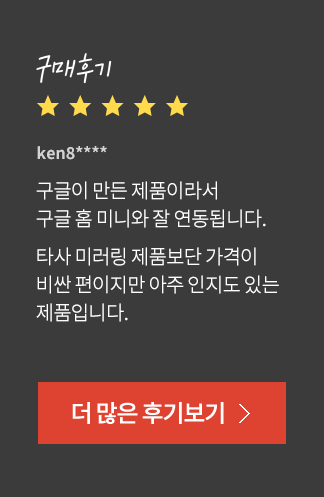 구매후기
★★★★★
ken8****
구글이 만든 제품이라서
구글 홈 미니와 잘 연동됩니다.
타사 미러링 제품보단 가격이
비싼 편이지만 아주 인지도 있는
제품입니다.
더 많은 후기보기 >